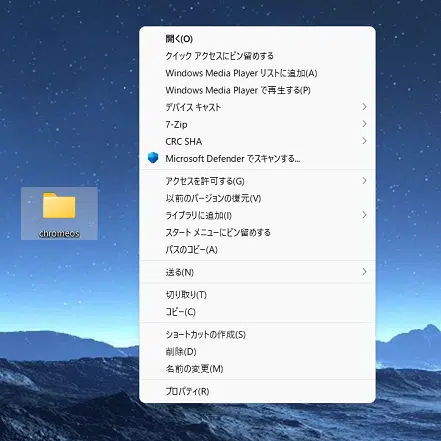 開く(O)
クイック アクセスにピン留めする
Windows Media Player リストに追加(A)
Windows Media Player で再生する(P)
デバイス キャスト
7-Zip
CRC SHA
Microsoft Defender でスキャンする...
アクセスを許可する(G)
以前のバージョンの復元(V)
ライブラリに追加(I)
スタート メニューにピン留めする
パスのコピー(A)
chromeos
送る(N)
切り取り(T)
コピー(C)
ショートカットの作成(S)
削除(D)
名前の変更(M)
プロパティ(R)